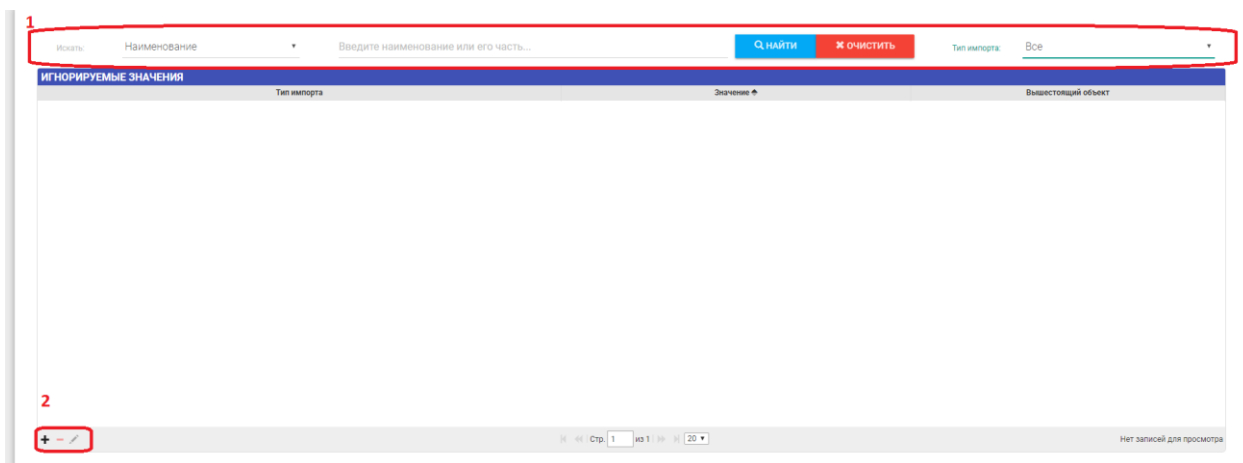 1
Искать: Наименование Введите наименование или его часть... НАЙТИ ОЧИСТИТЬ Тип импорта: Все
ИГНОРИРУЕМЫЕ ЗНАЧЕНИЯ
Тип импорта Значение Вышестоящий объект
2
Стр. 1 из 1 20 Нет записей для просмотра